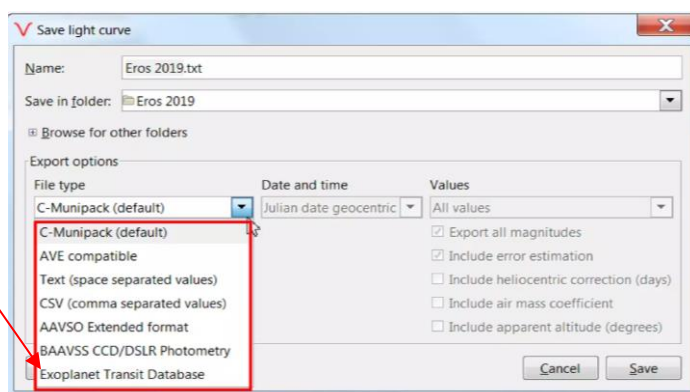 Save light curve
Name: Eros 2019.txt
Save in folder: Eros 2019
Browse for other folders
Export options
File type Date and time Values
C-Munipack (default) Julian date geocentric All values
C-Munipack (default) Export all magnitudes
AVE compatible Include error estimation
Text (space separated values) Include heliocentric correction (days)
CSV (comma separated values) Include air mass coefficient
AAVSO Extended format Include apparent altitude (degrees)
BAAVSS CCD/DSLR Photometry
Exoplanet Transit Database Cancel Save